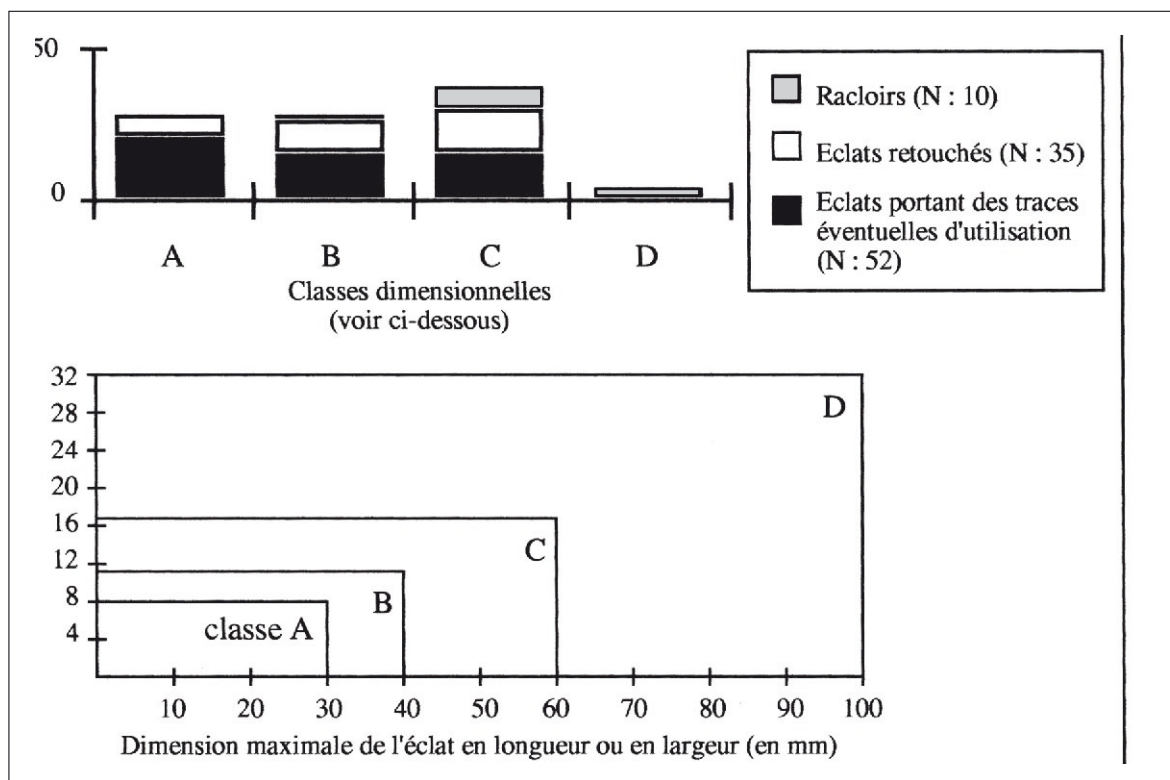 50
0
A B C D
Classes dimensionnelles
(voir ci-dessous)
Racloirs (N : 10)
Eclats retouchés (N : 35)
Eclats portant des traces
éventuelles d'utilisation
(N : 52)
32
28
24
20
16
12
8
4
D
C
B
classe A
10 20 30 40 50 60 70 80 90 100
Dimension maximale de l'éclat en longueur ou en largeur (en mm)